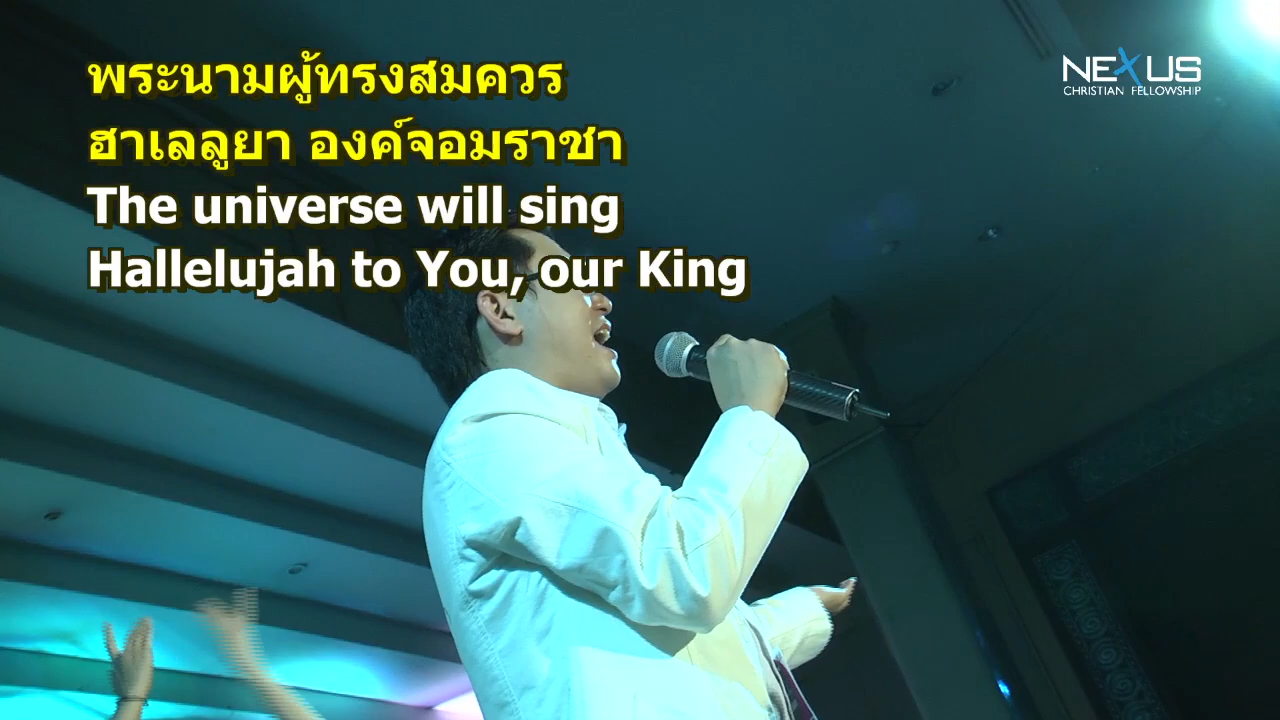 พระนามผู้ทรงสมควร
ฮาเลลูยา องค์จอมราชา
The universe will sing
Hallelujah to You, our King
NEXUS
CHRISTIAN FELLOWSHIP